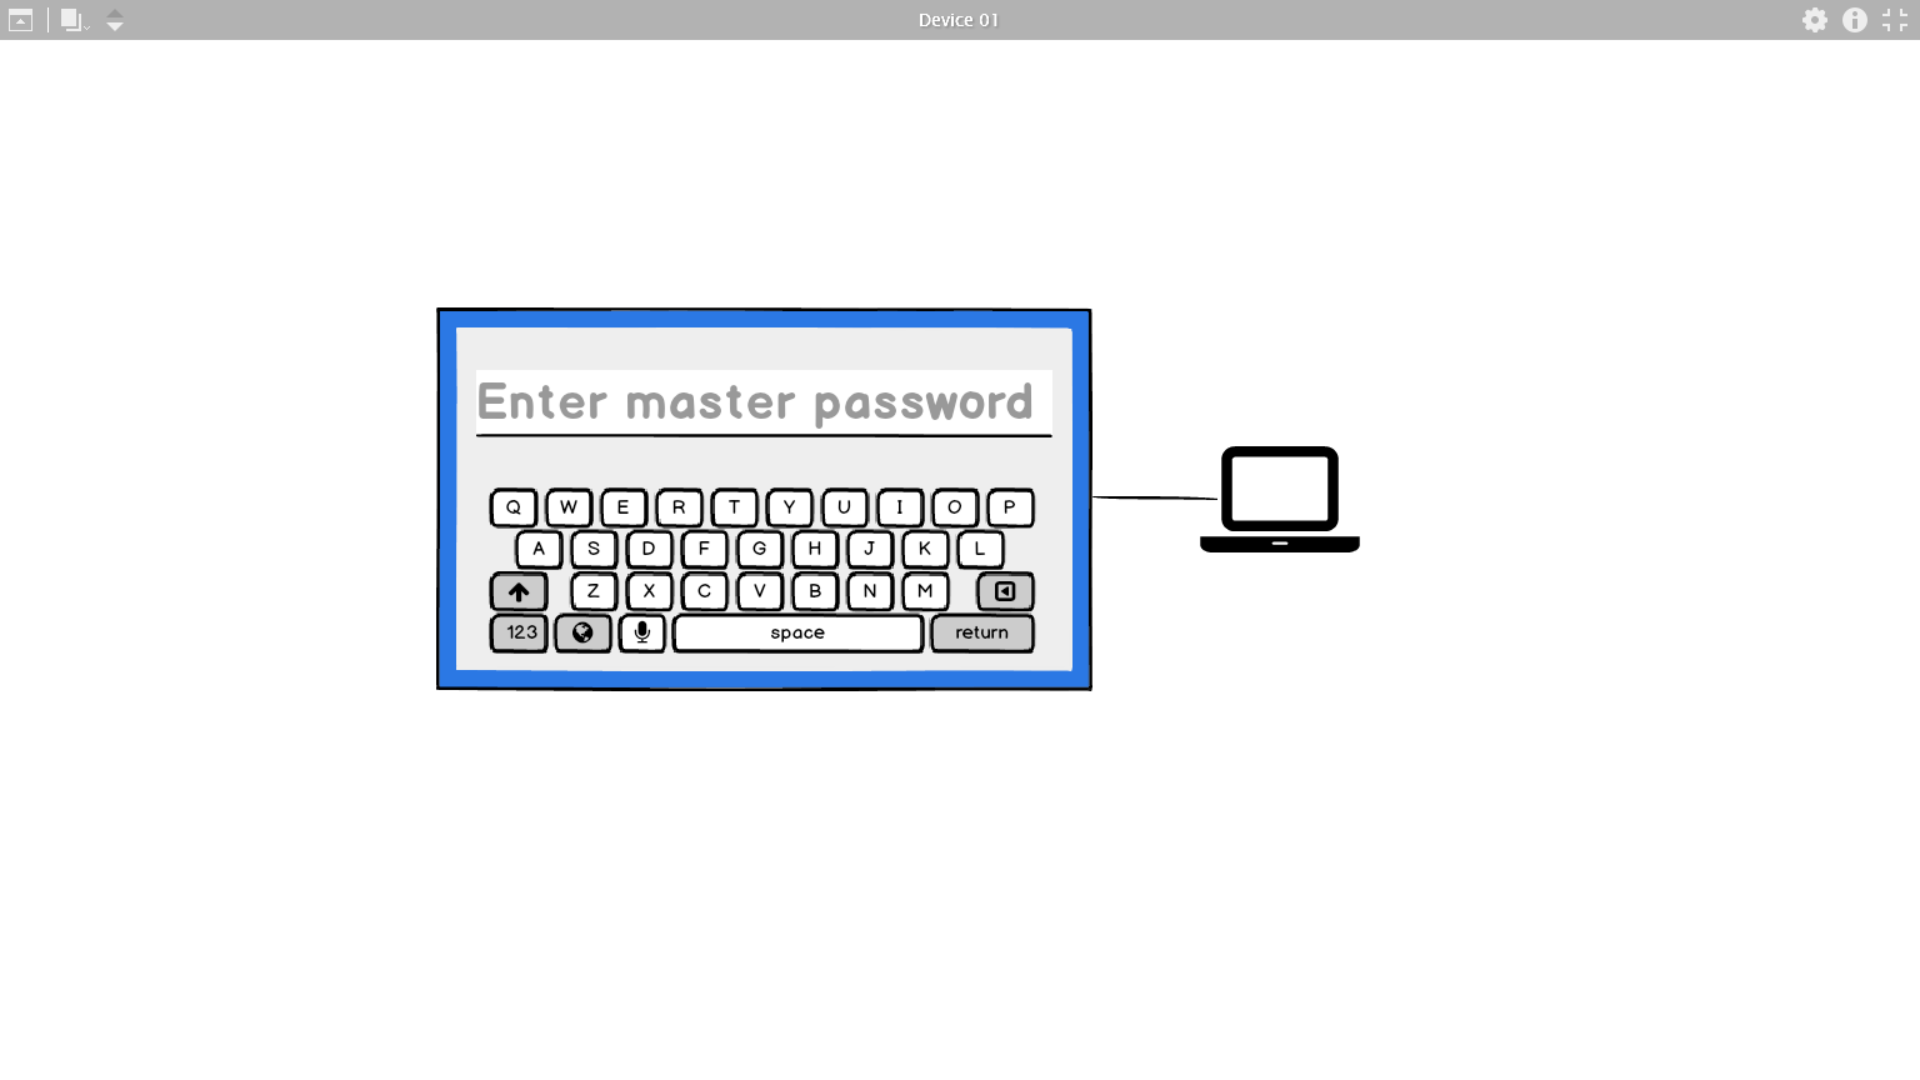 Device 01
Enter master password
Q W E R T Y U I O P
A S D F G H J K L
Z X C V B N M
123 space return